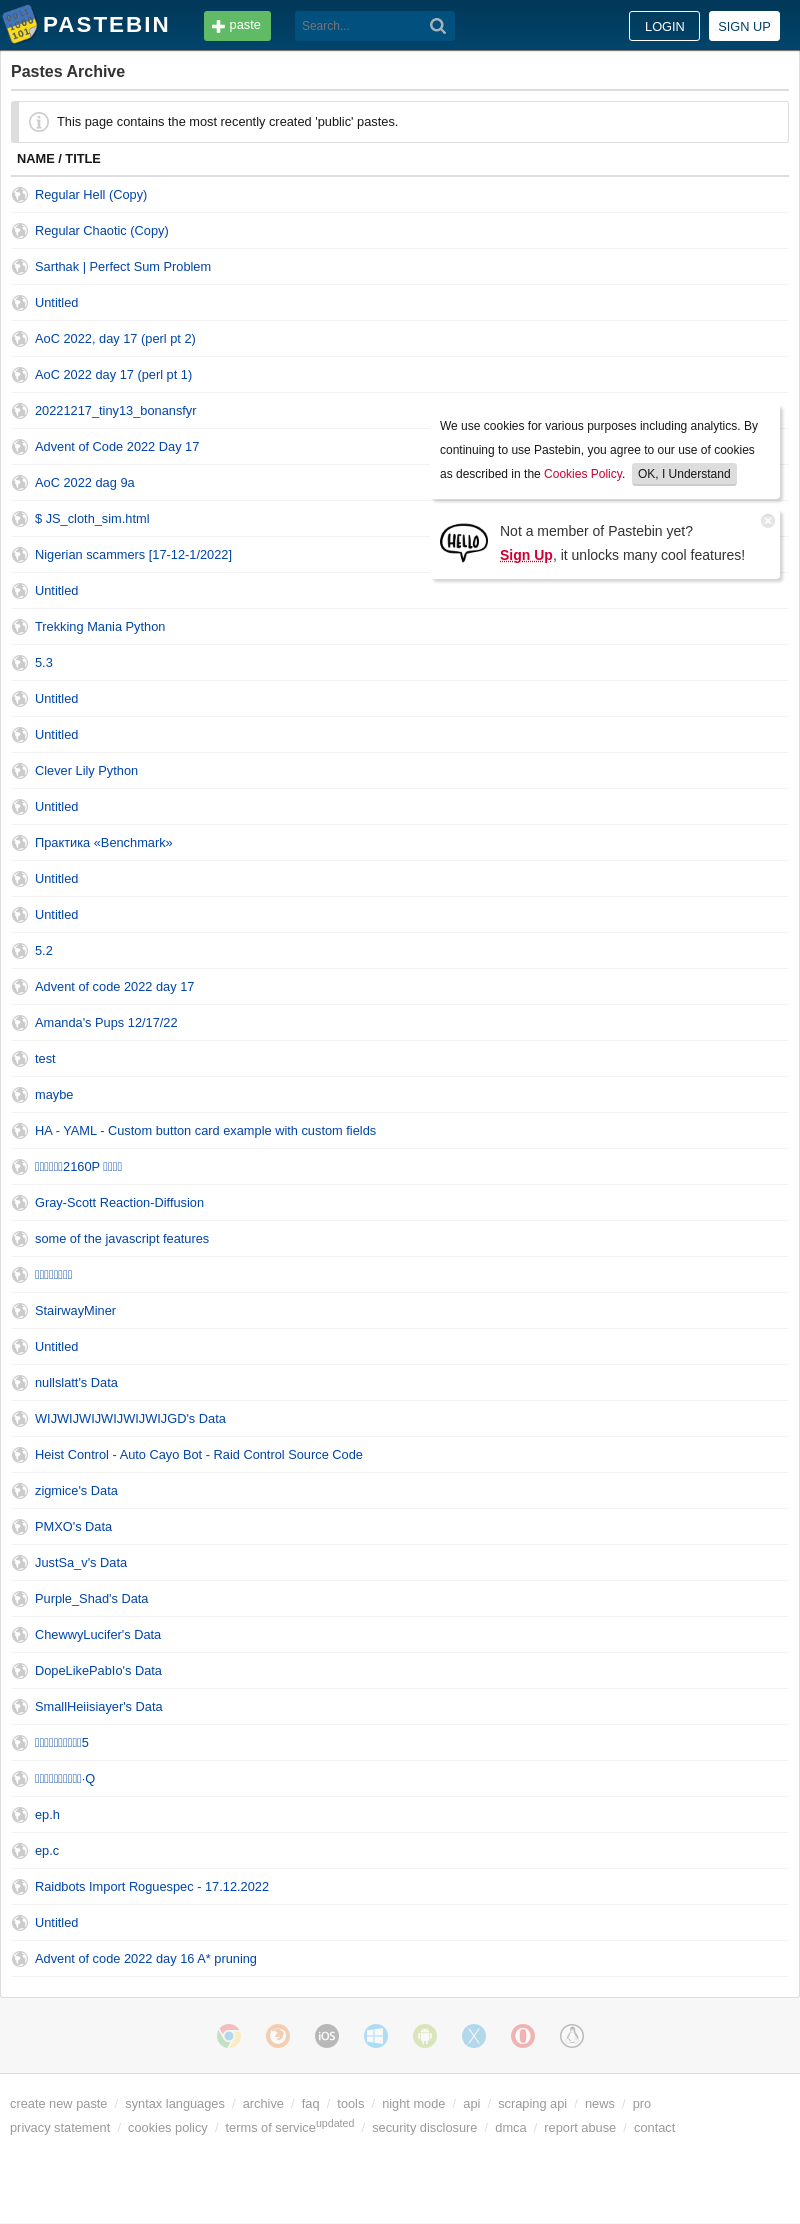 PASTEBIN
paste
Search...
LOGIN
SIGN UP
Pastes Archive
This page contains the most recently created 'public' pastes.
NAME / TITLE
Regular Hell (Copy)
Regular Chaotic (Copy)
Sarthak | Perfect Sum Problem
Untitled
AoC 2022, day 17 (perl pt 2)
AoC 2022 day 17 (perl pt 1)
20221217_tiny13_bonansfyr
Advent of Code 2022 Day 17
AoC 2022 dag 9a
$ JS_cloth_sim.html
Nigerian scammers [17-12-1/2022]
We use cookies for various purposes including analytics. By
continuing to use Pastebin, you agree to our use of cookies
as described in the Cookies Policy. OK, I Understand
HELLO
Not a member of Pastebin yet?
Sign Up, it unlocks many cool features!
Untitled
Trekking Mania Python
5.3
Untitled
Untitled
Clever Lily Python
Untitled
Практика «Benchmark»
Untitled
Untitled
5.2
Advent of code 2022 day 17
Amanda's Pups 12/17/22
test
maybe
HA - YAML - Custom button card example with custom fields
2160P
Gray-Scott Reaction-Diffusion
some of the javascript features
StairwayMiner
Untitled
nullslatt's Data
WIJWIJWIJWIJWIJWIJGD's Data
Heist Control - Auto Cayo Bot - Raid Control Source Code
zigmice's Data
PMXO's Data
JustSa_v's Data
Purple_Shad's Data
ChewwyLucifer's Data
DopeLikePabIo's Data
SmallHeiisiayer's Data
5
·Q
ep.h
ep.c
Raidbots Import Roguespec - 17.12.2022
Untitled
Advent of code 2022 day 16 A* pruning
iOS
create new paste / syntax languages / archive / faq / tools / night mode / api / scraping api / news / pro
privacy statement / cookies policy / terms of service updated / security disclosure / dmca / report abuse / contact